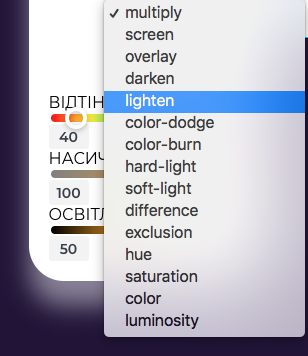 ✓ multiply
screen
overlay
darken
lighten
color-dodge
color-burn
hard-light
soft-light
difference
exclusion
hue
saturation
color
luminosity
ВІДТІН
40
НАСИЧ
100
ОСВІТЛ
50